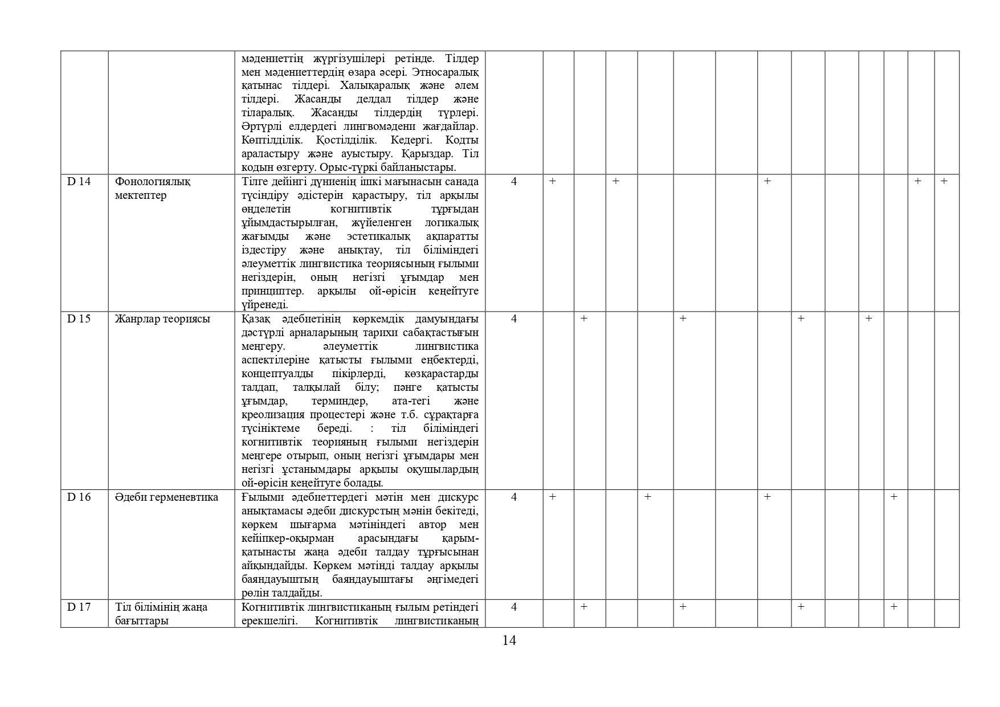 мәдениеттің жүргізушілері ретінде. Тілдер
мен мәдениеттердің өзара әсері. Этносаралық
қатынас тілдері. Халықаралық және әлем
тілдері. Жасанды делдал тілдер және
тіларалық. Жасанды тілдердің түрлері.
Әртүрлі елдердегі лингвомәдени жағдайлар.
Көптілділік. Қостілділік. Кедергі. Кодты
араластыру және ауыстыру. Қарыздар. Тіл
кодын өзгерту. Орыс-түркі байланыстары.
D 14 Фонологиялық Тілге дейінгі дүниенің ішкі мағынасын санада 4 + + + + +
мектептер түсіндіру әдістерін қарастыру, тіл арқылы
өңделетін когнитивтік тұрғыдан
ұйымдастырылған, жүйеленген логикалық
жағымды және эстетикалық ақпаратты
іздестіру және анықтау, тіл біліміндегі
әлеуметтік лингвистика теориясының ғылыми
негіздерін, оның негізгі ұғымдар мен
принциптер. арқылы ой-өрісін кеңейтуге
үйренеді.
D 15 Жанрлар теориясы Қазақ әдебиетінің көркемдік дамуындағы 4 + + + +
дәстүрлі арналарының тарихи сабақтастығын
меңгеру. әлеуметтік лингвистика
аспектілеріне қатысты ғылыми еңбектерді,
концептуалды пікірлерді, көзқарастарды
талдап, талқылай білу; пәнге қатысты
ұғымдар, терминдер, ата-тегі және
креолизация процестері және т.б. сұрақтарға
түсініктеме береді. : тіл біліміндегі
когнитивтік теорияның ғылыми негіздерін
меңгере отырып, оның негізгі ұғымдары мен
негізгі ұстанымдары арқылы оқушылардың
ой-өрісін кеңейтуге болады.
D 16 Әдеби герменевтика Ғылыми әдебиеттердегі мәтін мен дискурс 4 + + + +
анықтамасы әдеби дискурстың мәнін бекітеді,
көркем шығарма мәтініндегі автор мен
кейіпкер-оқырман арасындағы қарым-
қатынасты жаңа әдеби талдау тұрғысынан
айқындайды. Көркем мәтінді талдау арқылы
баяндауыштың баяндауыштағы әңгімедегі
рөлін талдайды.
D 17 Тіл білімінің жаңа Когнитивтік лингвистиканың ғылым ретіндегі 4 + + + +
бағыттары ерекшелігі. Когнитивтік лингвистиканың
14